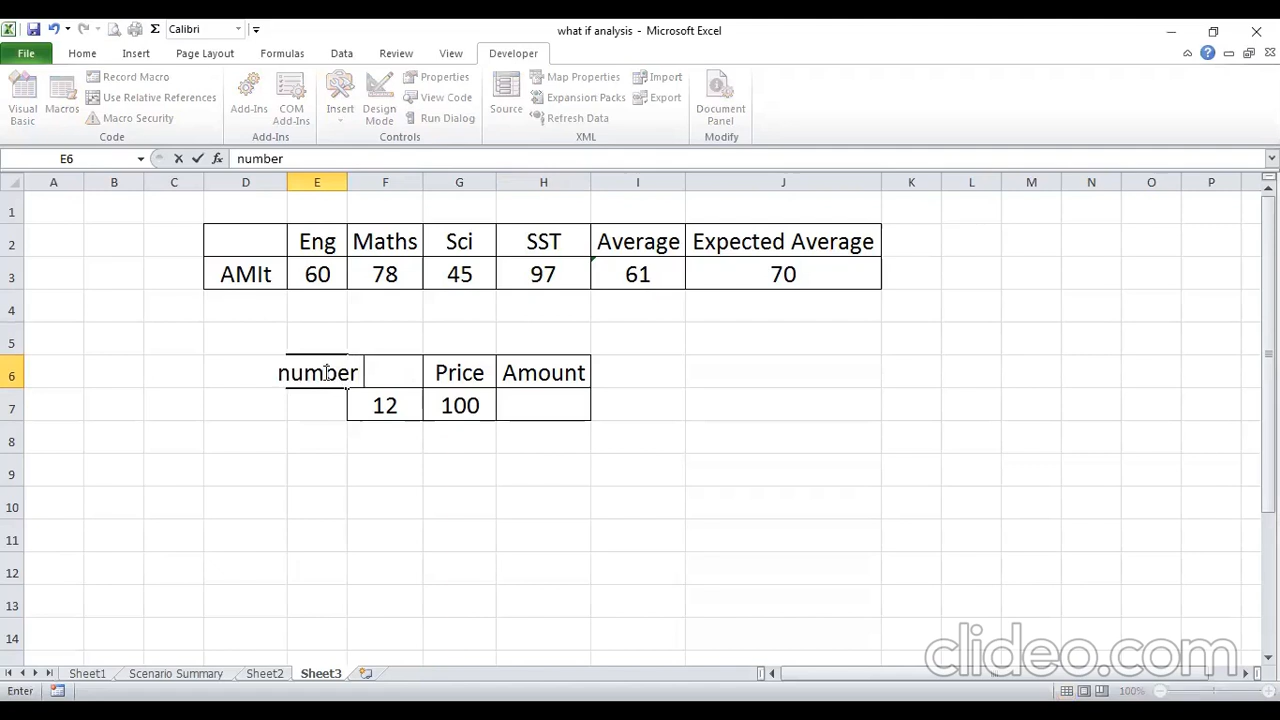 what if analysis - Microsoft Excel
Calibri
File Home Insert Page Layout Formulas Data Review View Developer
Visual Basic
Macros
Record Macro
Use Relative References
Macro Security
Code
Add-Ins
COM Add-Ins
Add-Ins
Insert
Design Mode
Properties
View Code
Run Dialog
Controls
Source
Map Properties
Expansion Packs
Refresh Data
Import
Export
XML
Document Panel
Modify
E6 fx number
A B C D E F G H I J K L M N O P
1
2 Eng Maths Sci SST Average Expected Average
3 AMIt 60 78 45 97 61 70
4
5
6 number Price Amount
7 12 100
8
9
10
11
12
13
14
clideo.com
Sheet1 Scenario Summary Sheet2 Sheet3
Enter 100%